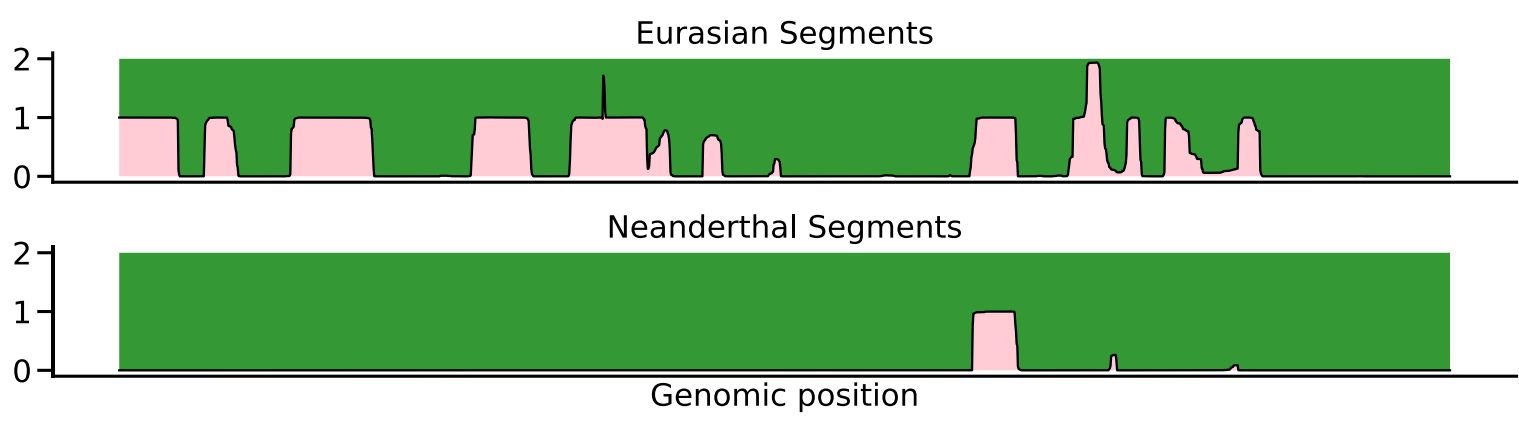 Eurasian Segments
2
1
0
Neanderthal Segments
2
1
0
Genomic position